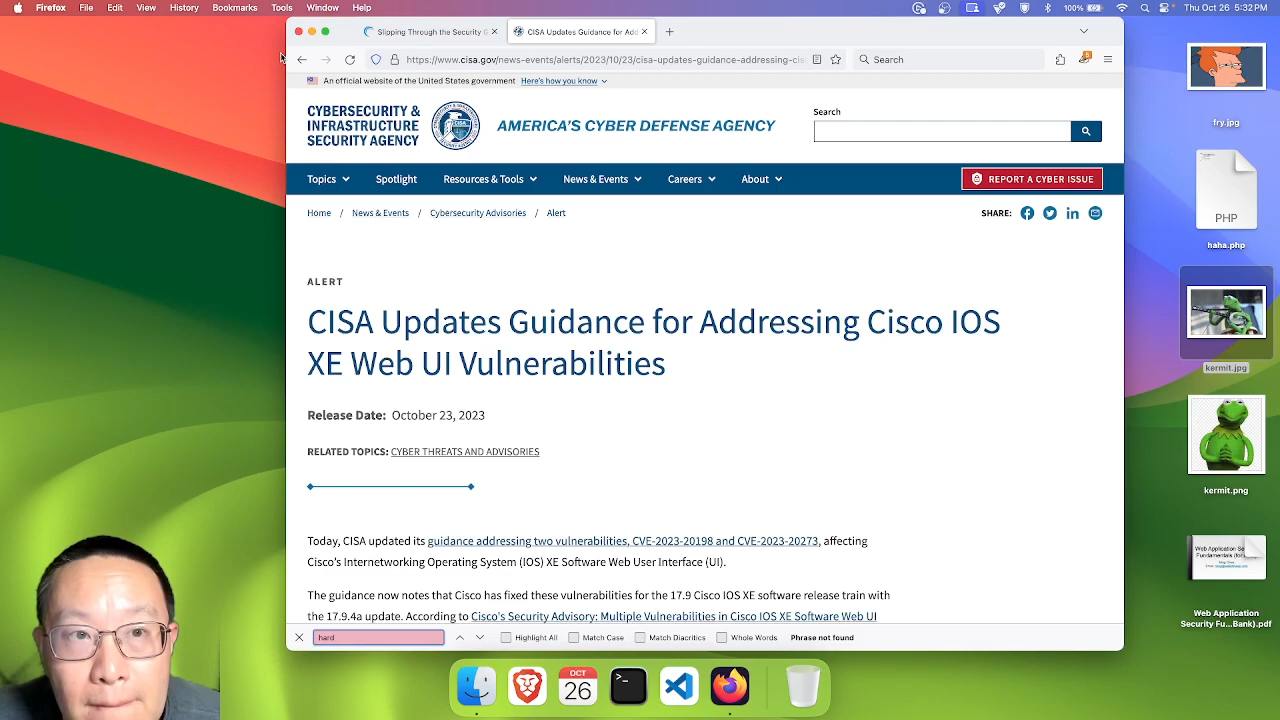 Firefox File Edit View History Bookmarks Tools Window Help
100% Thu Oct 26 5:32 PM
Slipping Through the Security G
CISA Updates Guidance for Add
https://www.cisa.gov/news-events/alerts/2023/10/23/cisa-updates-guidance-addressing-cis
Search
An official website of the United States government Here's how you know
CYBERSECURITY &
INFRASTRUCTURE
SECURITY AGENCY
AMERICA'S CYBER DEFENSE AGENCY
Search
Topics Spotlight Resources & Tools News & Events Careers About
REPORT A CYBER ISSUE
Home / News & Events / Cybersecurity Advisories / Alert
SHARE:
ALERT
CISA Updates Guidance for Addressing Cisco IOS
XE Web UI Vulnerabilities
Release Date: October 23, 2023
RELATED TOPICS: CYBER THREATS AND ADVISORIES
Today, CISA updated its guidance addressing two vulnerabilities, CVE-2023-20198 and CVE-2023-20273, affecting
Cisco's Internetworking Operating System (IOS) XE Software Web User Interface (UI).
The guidance now notes that Cisco has fixed these vulnerabilities for the 17.9 Cisco IOS XE software release train with
the 17.9.4a update. According to Cisco's Security Advisory: Multiple Vulnerabilities in Cisco IOS XE Software Web UI
hard
Highlight All Match Case Match Diacritics Whole Words Phrase not found
fry.jpg
PHP
haha.php
kermit.jpg
kermit.png
Web Application Se
Fundamentals (for
Web Application
Security Fu...Bank).pdf
OCT
26